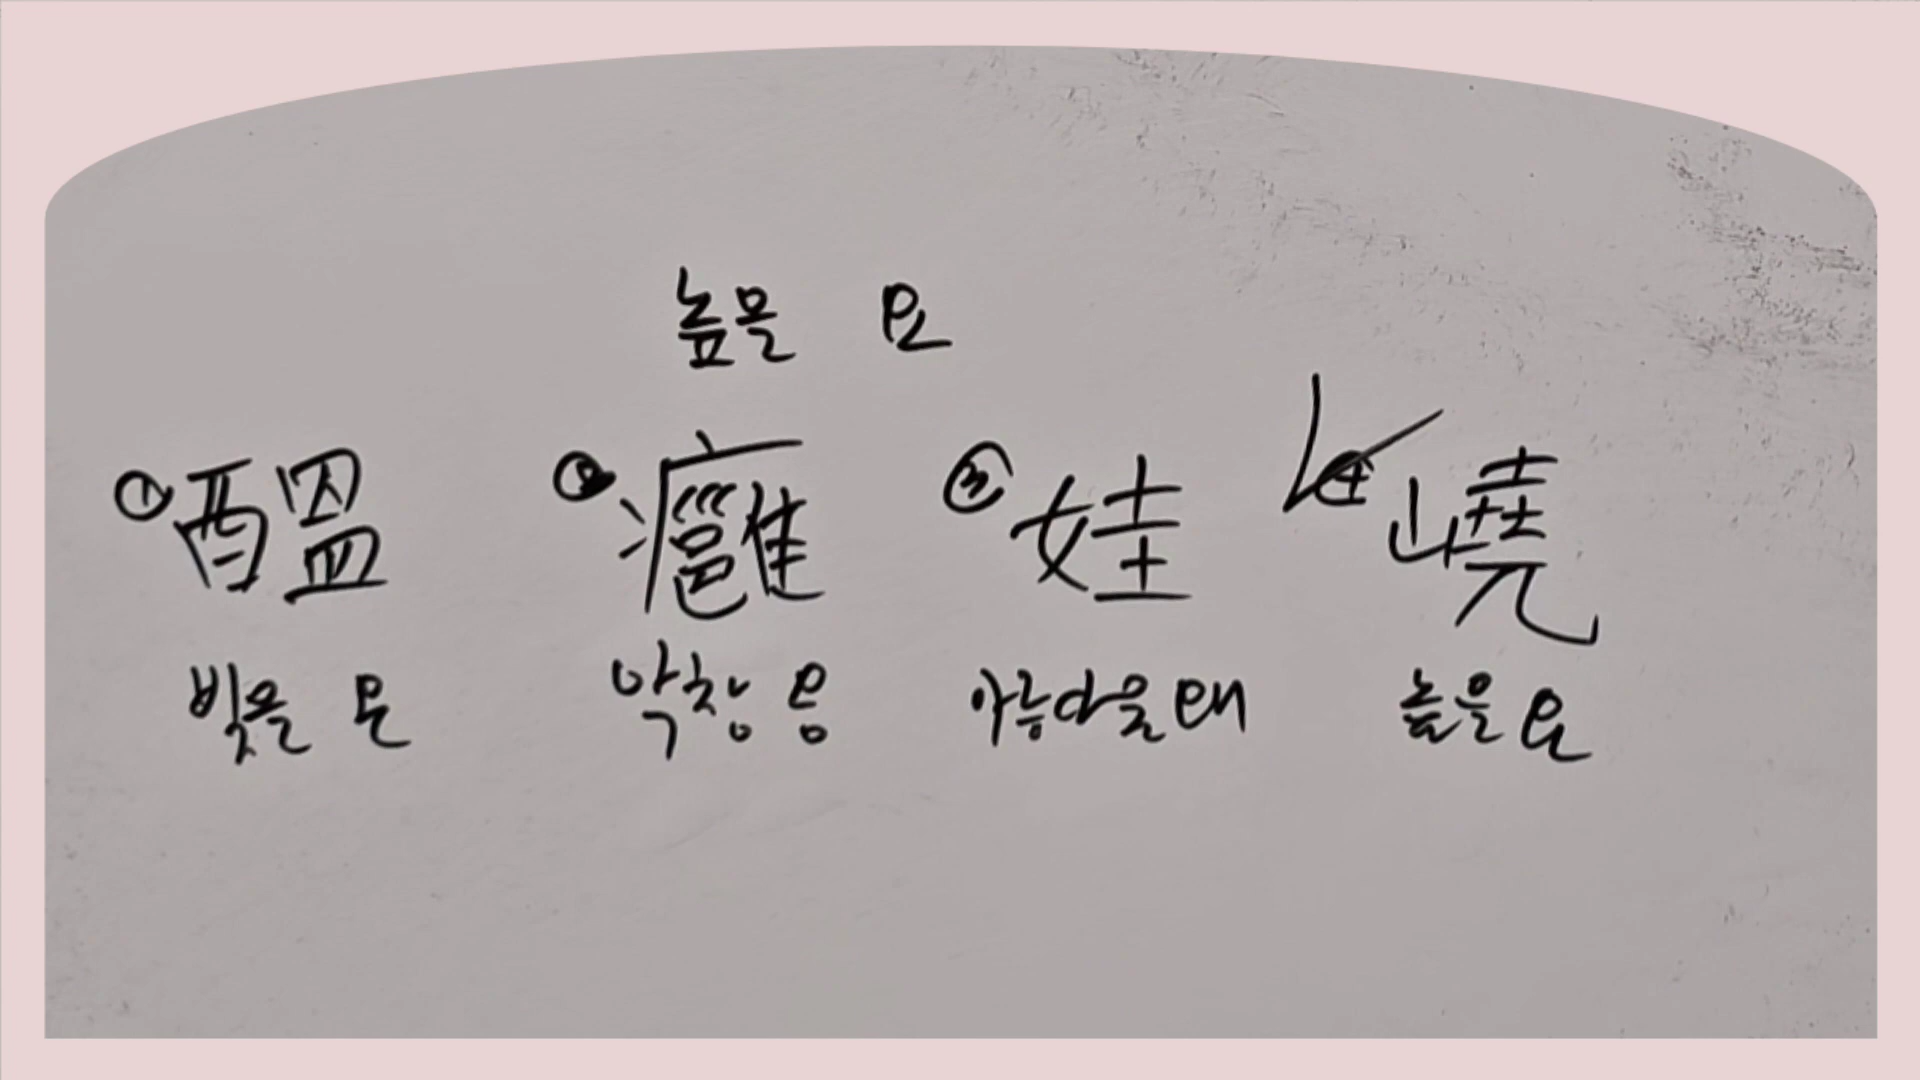 높을 요
① 醞 ② 癰 ③ 娃 ④ 嶢
빚을 온 악창 옹 아름다울 왜 높을 요